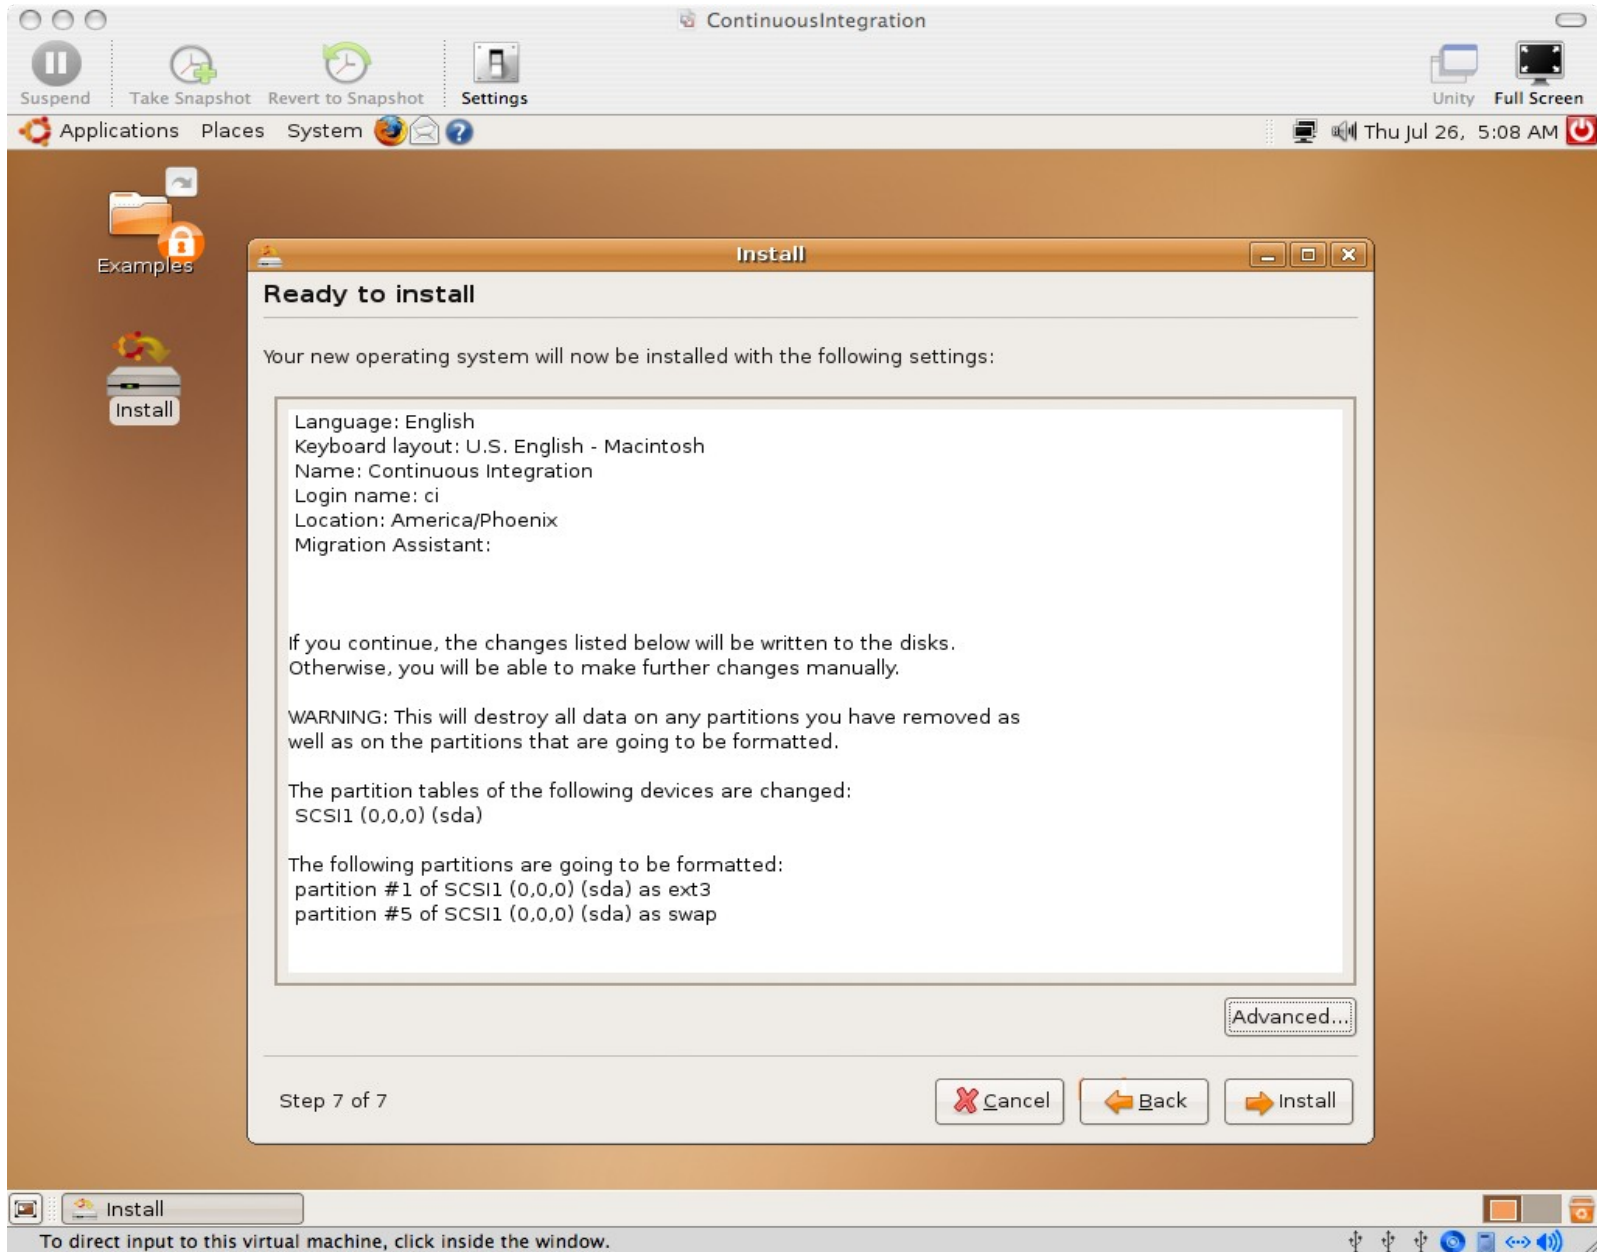 ContinuousIntegration
Suspend Take Snapshot Revert to Snapshot Settings Unity Full Screen
Applications Places System Thu Jul 26, 5:08 AM
Examples
Install
Install
Ready to install
Your new operating system will now be installed with the following settings:
Language: English
Keyboard layout: U.S. English - Macintosh
Name: Continuous Integration
Login name: ci
Location: America/Phoenix
Migration Assistant:
If you continue, the changes listed below will be written to the disks.
Otherwise, you will be able to make further changes manually.
WARNING: This will destroy all data on any partitions you have removed as
well as on the partitions that are going to be formatted.
The partition tables of the following devices are changed:
SCSI1 (0,0,0) (sda)
The following partitions are going to be formatted:
partition #1 of SCSI1 (0,0,0) (sda) as ext3
partition #5 of SCSI1 (0,0,0) (sda) as swap
Advanced...
Step 7 of 7 Cancel Back Install
Install
To direct input to this virtual machine, click inside the window.